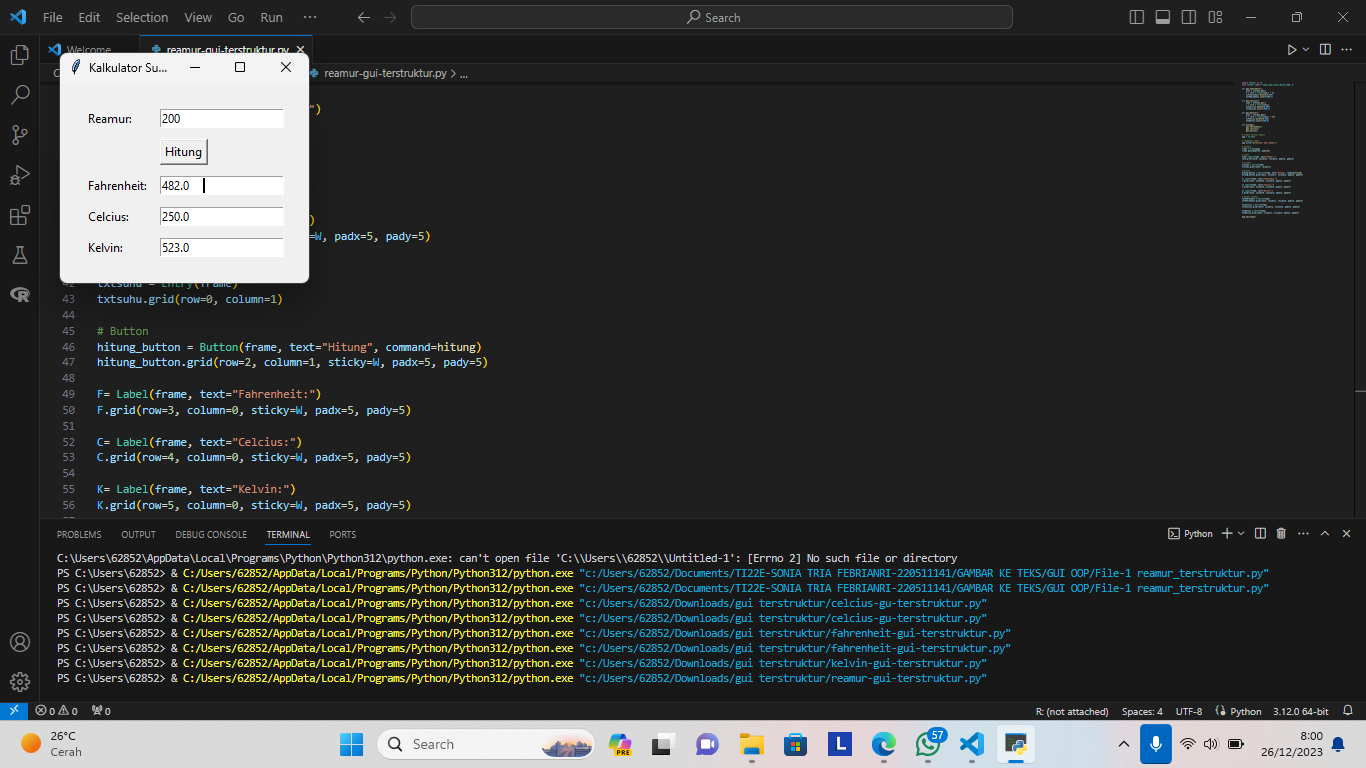 File Edit Selection View Go Run ··· Search
Welcome reamur-gui-terstruktur.py
C reamur-gui-terstruktur.py > ...
Kalkulator Su...
Reamur: 200
Hitung
Fahrenheit: 482.0
Celcius: 250.0
Kelvin: 523.0
")
)
=W, padx=5, pady=5)
42 txtsuhu = Entry(frame)
43 txtsuhu.grid(row=0, column=1)
44
45 # Button
46 hitung_button = Button(frame, text="Hitung", command=hitung)
47 hitung_button.grid(row=2, column=1, sticky=W, padx=5, pady=5)
48
49 F= Label(frame, text="Fahrenheit:")
50 F.grid(row=3, column=0, sticky=W, padx=5, pady=5)
51
52 C= Label(frame, text="Celcius:")
53 C.grid(row=4, column=0, sticky=W, padx=5, pady=5)
54
55 K= Label(frame, text="Kelvin:")
56 K.grid(row=5, column=0, sticky=W, padx=5, pady=5)
PROBLEMS OUTPUT DEBUG CONSOLE TERMINAL PORTS Python
C:\Users\62852\AppData\Local\Programs\Python\Python312\python.exe: can't open file 'C:\\Users\\62852\\Untitled-1': [Errno 2] No such file or directory
PS C:\Users\62852> & C:/Users/62852/AppData/Local/Programs/Python/Python312/python.exe "c:/Users/62852/Documents/TI22E-SONIA TRIA FEBRIANRI-220511141/GAMBAR KE TEKS/GUI OOP/File-1 reamur_terstruktur.py"
PS C:\Users\62852> & C:/Users/62852/AppData/Local/Programs/Python/Python312/python.exe "c:/Users/62852/Documents/TI22E-SONIA TRIA FEBRIANRI-220511141/GAMBAR KE TEKS/GUI OOP/File-1 reamur_terstruktur.py"
PS C:\Users\62852> & C:/Users/62852/AppData/Local/Programs/Python/Python312/python.exe "c:/Users/62852/Downloads/gui terstruktur/celcius-gu-terstruktur.py"
PS C:\Users\62852> & C:/Users/62852/AppData/Local/Programs/Python/Python312/python.exe "c:/Users/62852/Downloads/gui terstruktur/celcius-gu-terstruktur.py"
PS C:\Users\62852> & C:/Users/62852/AppData/Local/Programs/Python/Python312/python.exe "c:/Users/62852/Downloads/gui terstruktur/fahrenheit-gui-terstruktur.py"
PS C:\Users\62852> & C:/Users/62852/AppData/Local/Programs/Python/Python312/python.exe "c:/Users/62852/Downloads/gui terstruktur/fahrenheit-gui-terstruktur.py"
PS C:\Users\62852> & C:/Users/62852/AppData/Local/Programs/Python/Python312/python.exe "c:/Users/62852/Downloads/gui terstruktur/kelvin-gui-terstruktur.py"
PS C:\Users\62852> & C:/Users/62852/AppData/Local/Programs/Python/Python312/python.exe "c:/Users/62852/Downloads/gui terstruktur/reamur-gui-terstruktur.py"
0 0 0 R: (not attached) Spaces: 4 UTF-8 Python 3.12.0 64-bit
26°C
Cerah
Search
PRE
L
57
8:00
26/12/2023